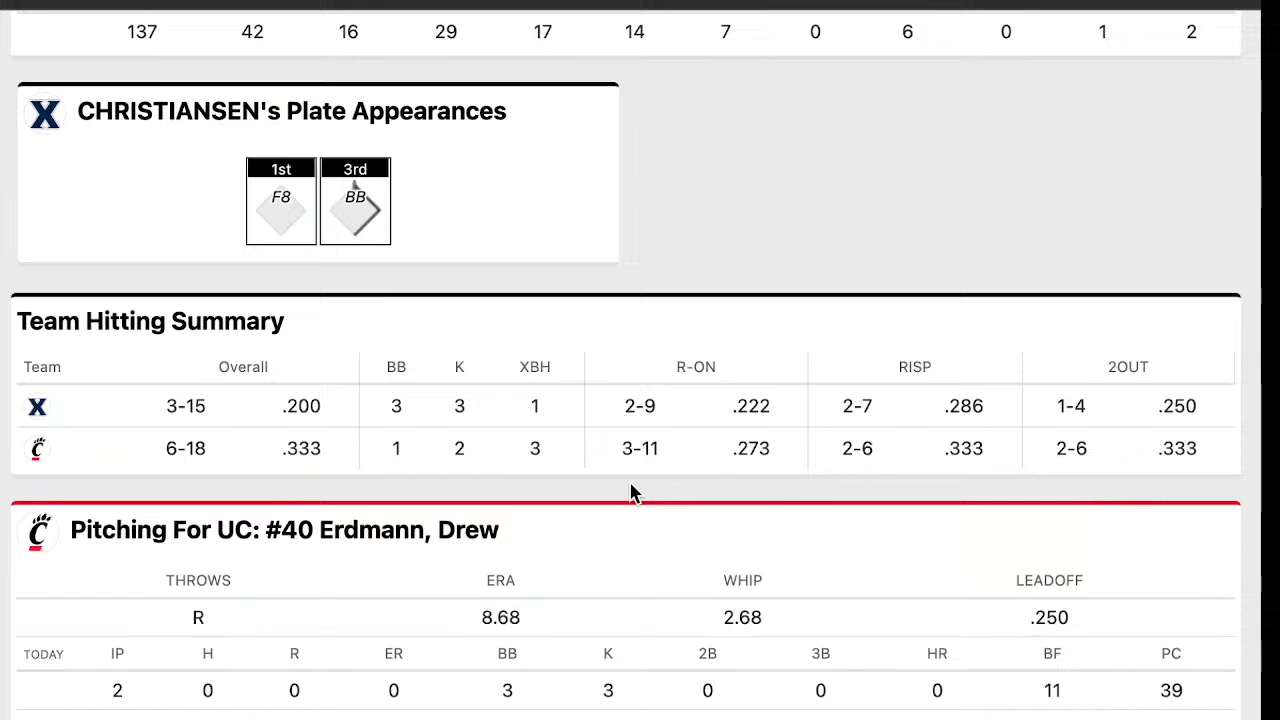 137 42 16 29 17 14 7 0 6 0 1 2
X CHRISTIANSEN's Plate Appearances
1st 3rd
F8 BB
Team Hitting Summary
Team Overall BB K XBH R-ON RISP 2OUT
X 3-15 .200 3 3 1 2-9 .222 2-7 .286 1-4 .250
C 6-18 .333 1 2 3 3-11 .273 2-6 .333 2-6 .333
C Pitching For UC: #40 Erdmann, Drew
THROWS ERA WHIP LEADOFF
R 8.68 2.68 .250
TODAY IP H R ER BB K 2B 3B HR BF PC
2 0 0 0 3 3 0 0 0 11 39